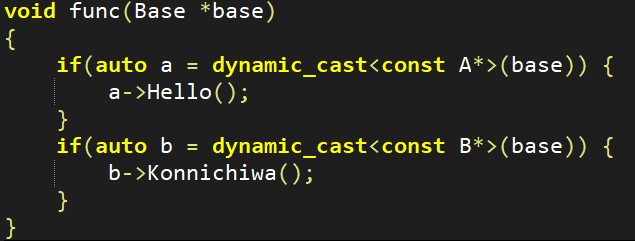 void func(Base *base)
{
    if(auto a = dynamic_cast<const A*>(base)) {
        a->Hello();
    }
    if(auto b = dynamic_cast<const B*>(base)) {
        b->Konnichiwa();
    }
}